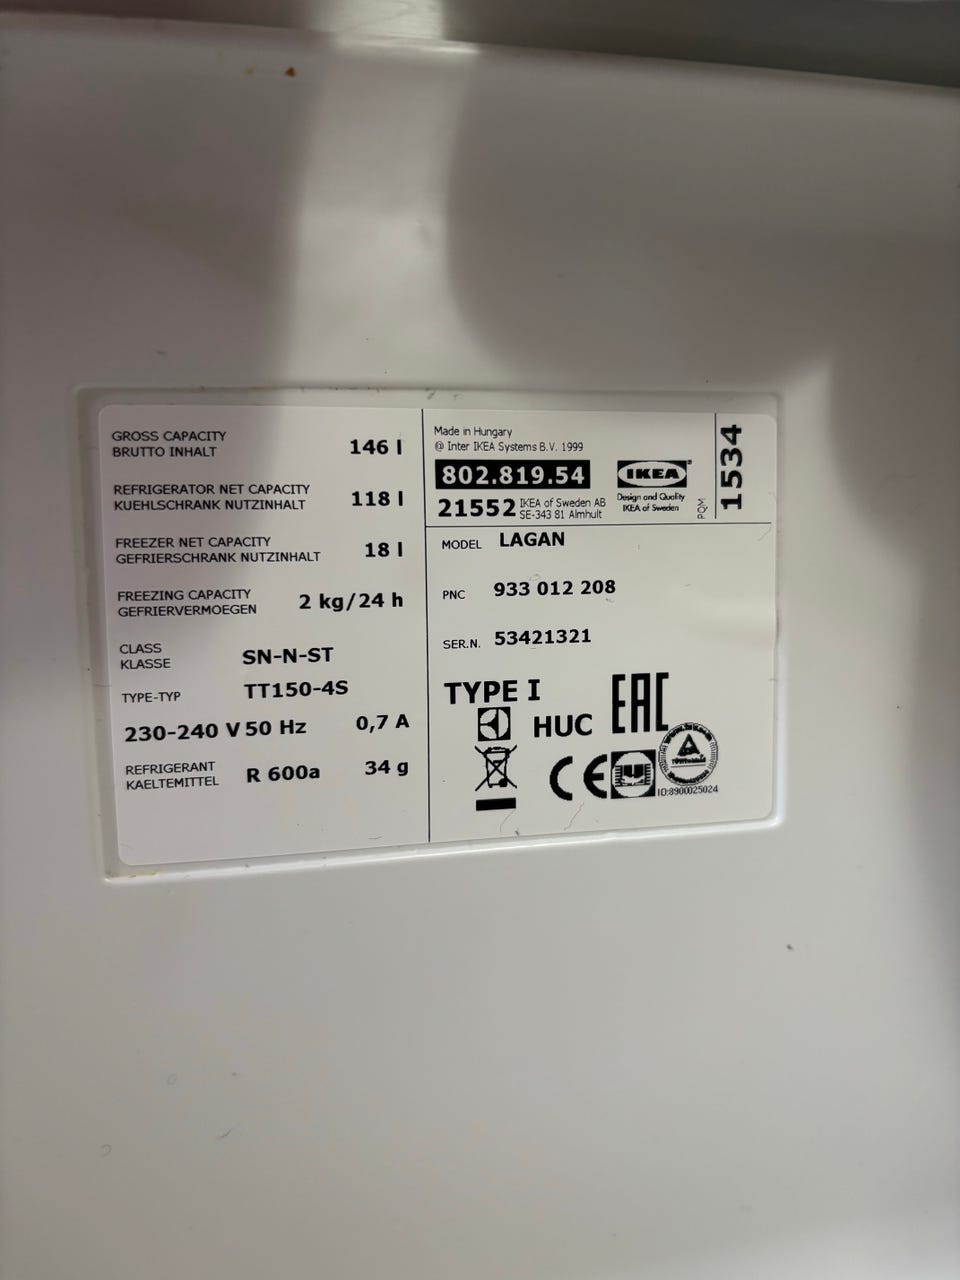 GROSS CAPACITY
BRUTTO INHALT
146 l
REFRIGERATOR NET CAPACITY
KUEHLSCHRANK NUTZINHALT
118 l
FREEZER NET CAPACITY
GEFRIERSCHRANK NUTZINHALT
18 l
FREEZING CAPACITY
GEFRIERVERMOEGEN
2 kg/24 h
CLASS
KLASSE
SN-N-ST
TYPE-TYP
TT150-4S
230-240 V 50 Hz
0,7 A
REFRIGERANT
KAELTEMITTEL
R 600a
34 g
Made in Hungary
@ Inter IKEA Systems B.V. 1999
802.819.54
21552
IKEA of Sweden AB
SE-343 81 Almhult
IKEA®
Design and Quality
IKEA of Sweden
PQM
1534
MODEL LAGAN
PNC 933 012 208
SER.N. 53421321
TYPE I
HUC
EAC
CE
ID:8900025024